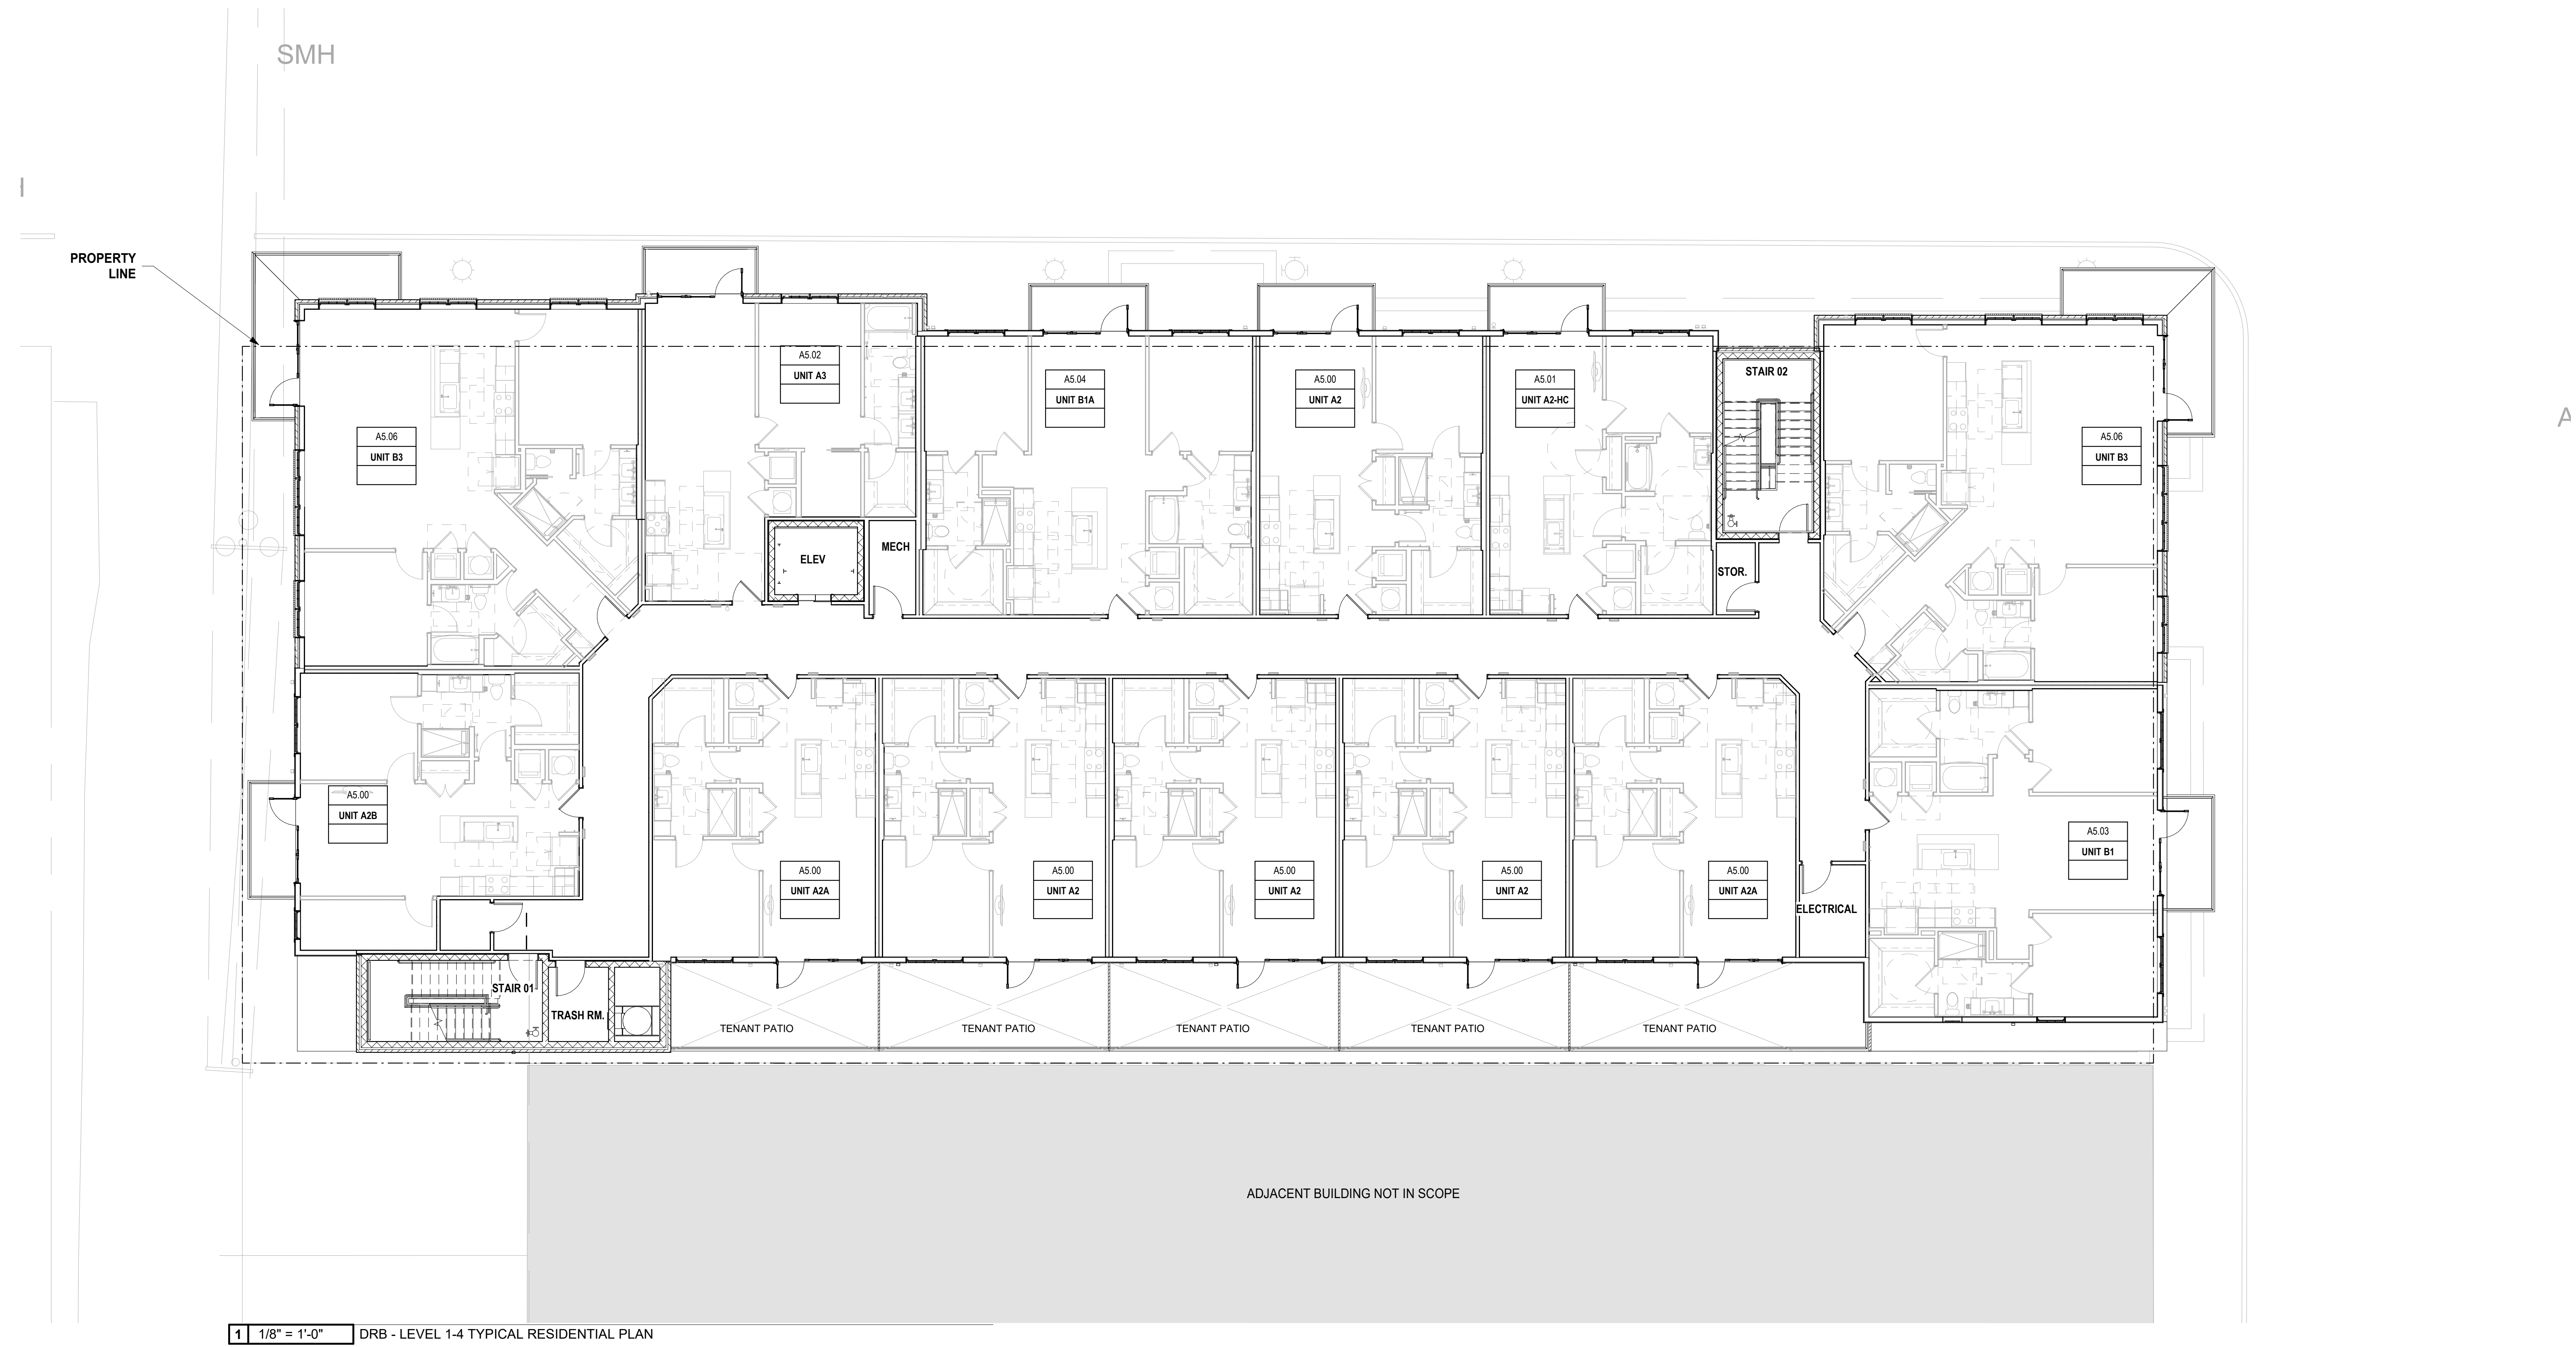 SMH
PROPERTY
LINE
A5.02
UNIT A3
A5.04
UNIT B1A
A5.00
UNIT A2
A5.01
UNIT A2-HC
STAIR 02
A5.06
UNIT B3
A5.06
UNIT B3
ELEV
MECH
STOR.
A5.00
UNIT A2B
A5.00
UNIT A2A
A5.00
UNIT A2
A5.00
UNIT A2
A5.00
UNIT A2
A5.00
UNIT A2A
ELECTRICAL
A5.03
UNIT B1
STAIR 01
TRASH RM.
TENANT PATIO
TENANT PATIO
TENANT PATIO
TENANT PATIO
TENANT PATIO
ADJACENT BUILDING NOT IN SCOPE
1 1/8" = 1'-0" DRB - LEVEL 1-4 TYPICAL RESIDENTIAL PLAN